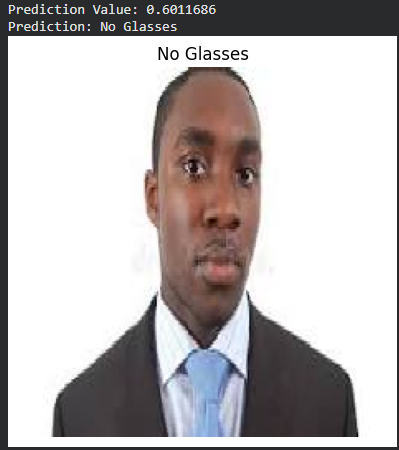 Prediction Value: 0.6011686
Prediction: No Glasses
No Glasses